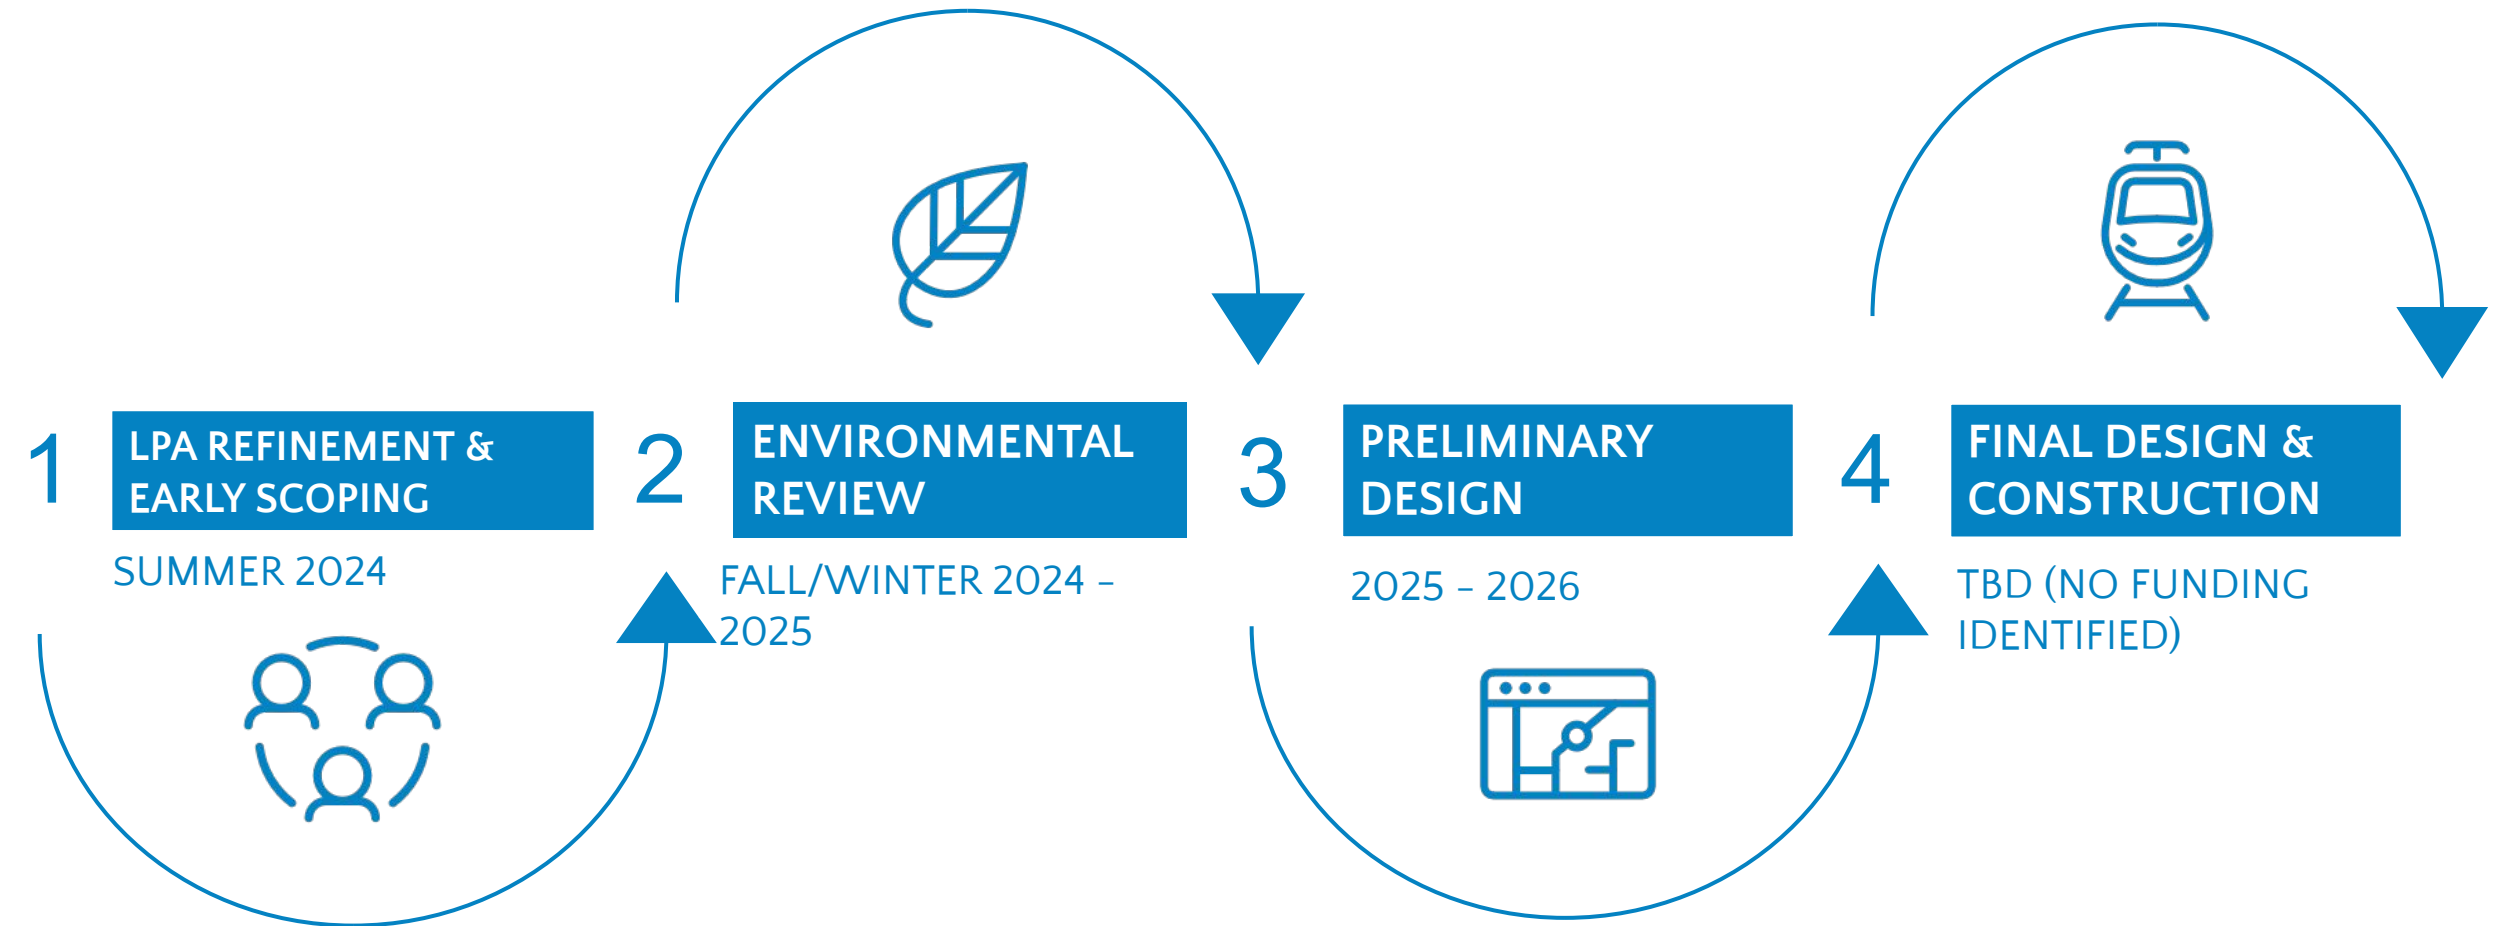 1
LPA REFINEMENT &
EARLY SCOPING
SUMMER 2024
2
ENVIRONMENTAL
REVIEW
FALL/WINTER 2024 –
2025
3
PRELIMINARY
DESIGN
2025 – 2026
4
FINAL DESIGN &
CONSTRUCTION
TBD (NO FUNDING
IDENTIFIED)